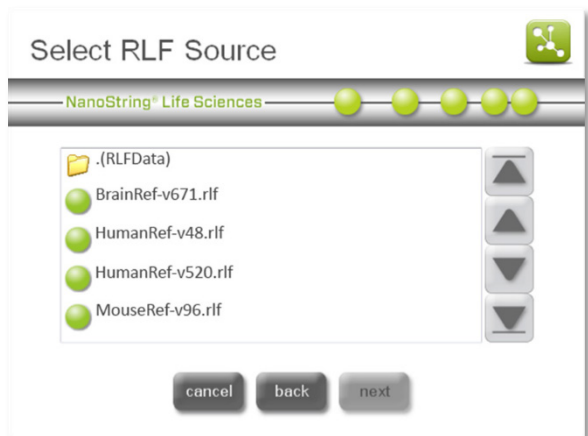 Select RLF Source
NanoString® Life Sciences
.(RLFData)
BrainRef-v671.rlf
HumanRef-v48.rlf
HumanRef-v520.rlf
MouseRef-v96.rlf
cancel back next